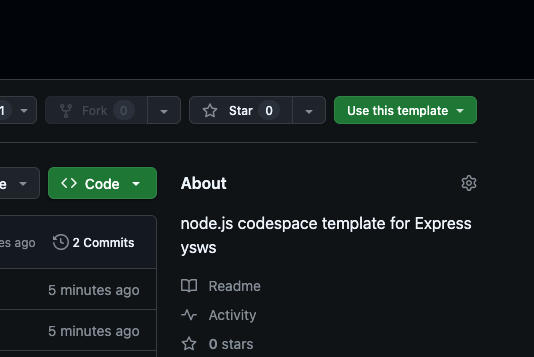 1
Fork 0
Star 0
Use this template
e
Code
About
node.js codespace template for Express
ysws
es ago
2 Commits
5 minutes ago
Readme
Activity
5 minutes ago
0 stars